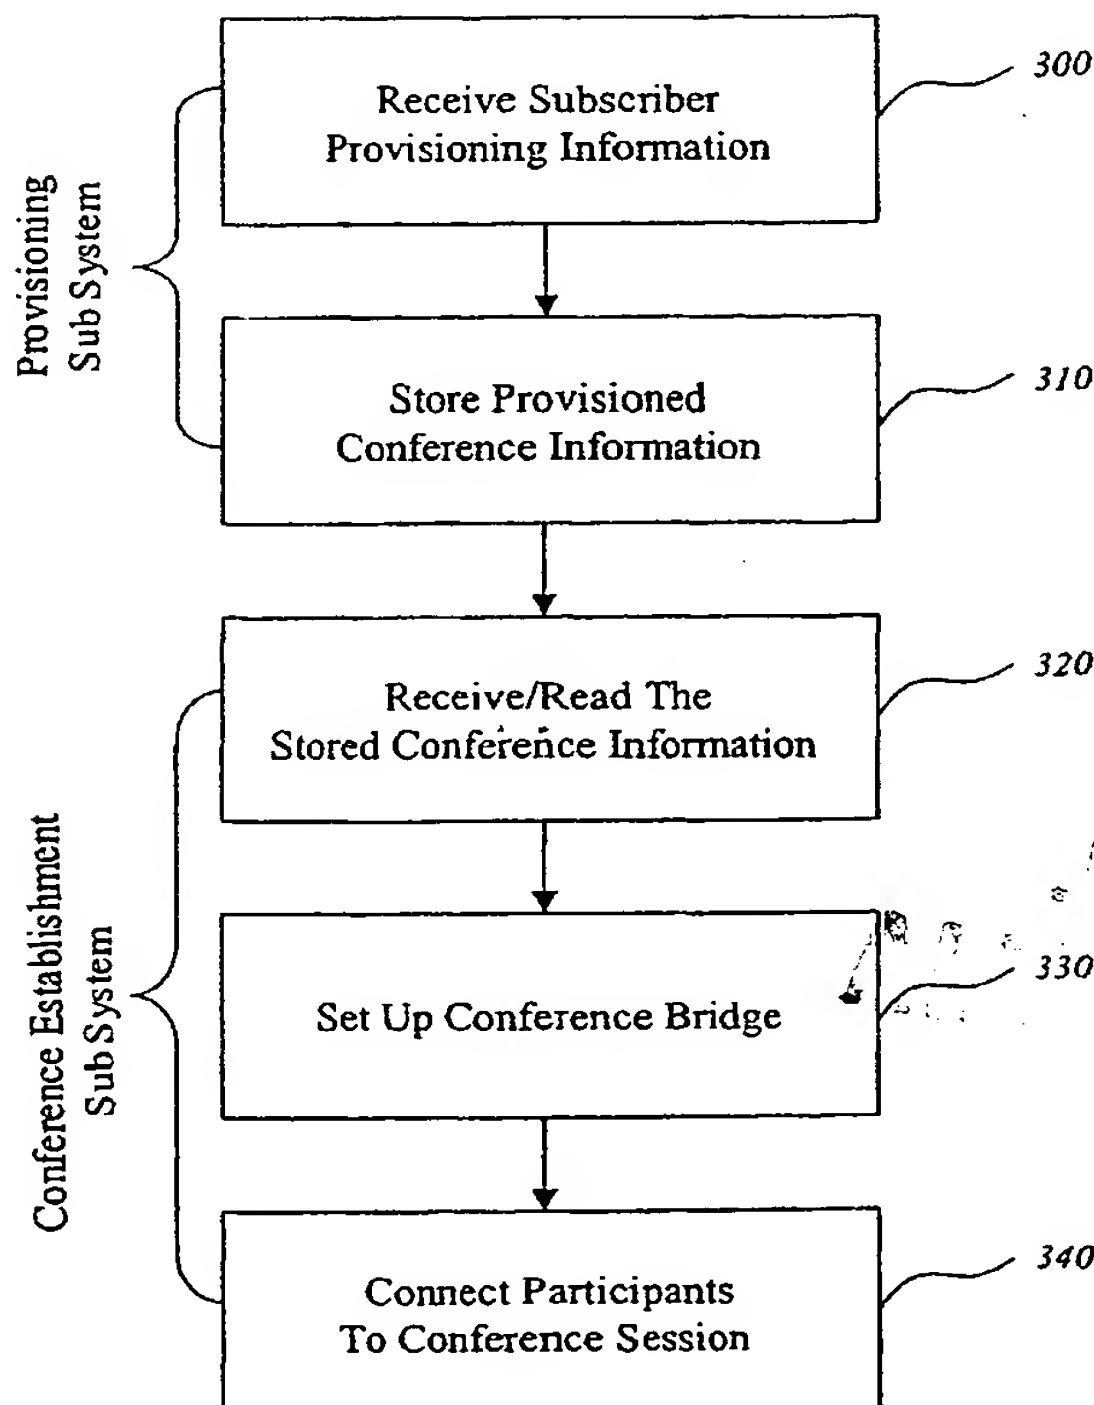 300
Receive Subscriber
Provisioning Information
Provisioning
Sub System
310
Store Provisioned
Conference Information
320
Receive/Read The
Stored Conference Information
Conference Establishment
Sub System
330
Set Up Conference Bridge
340
Connect Participants
To Conference Session